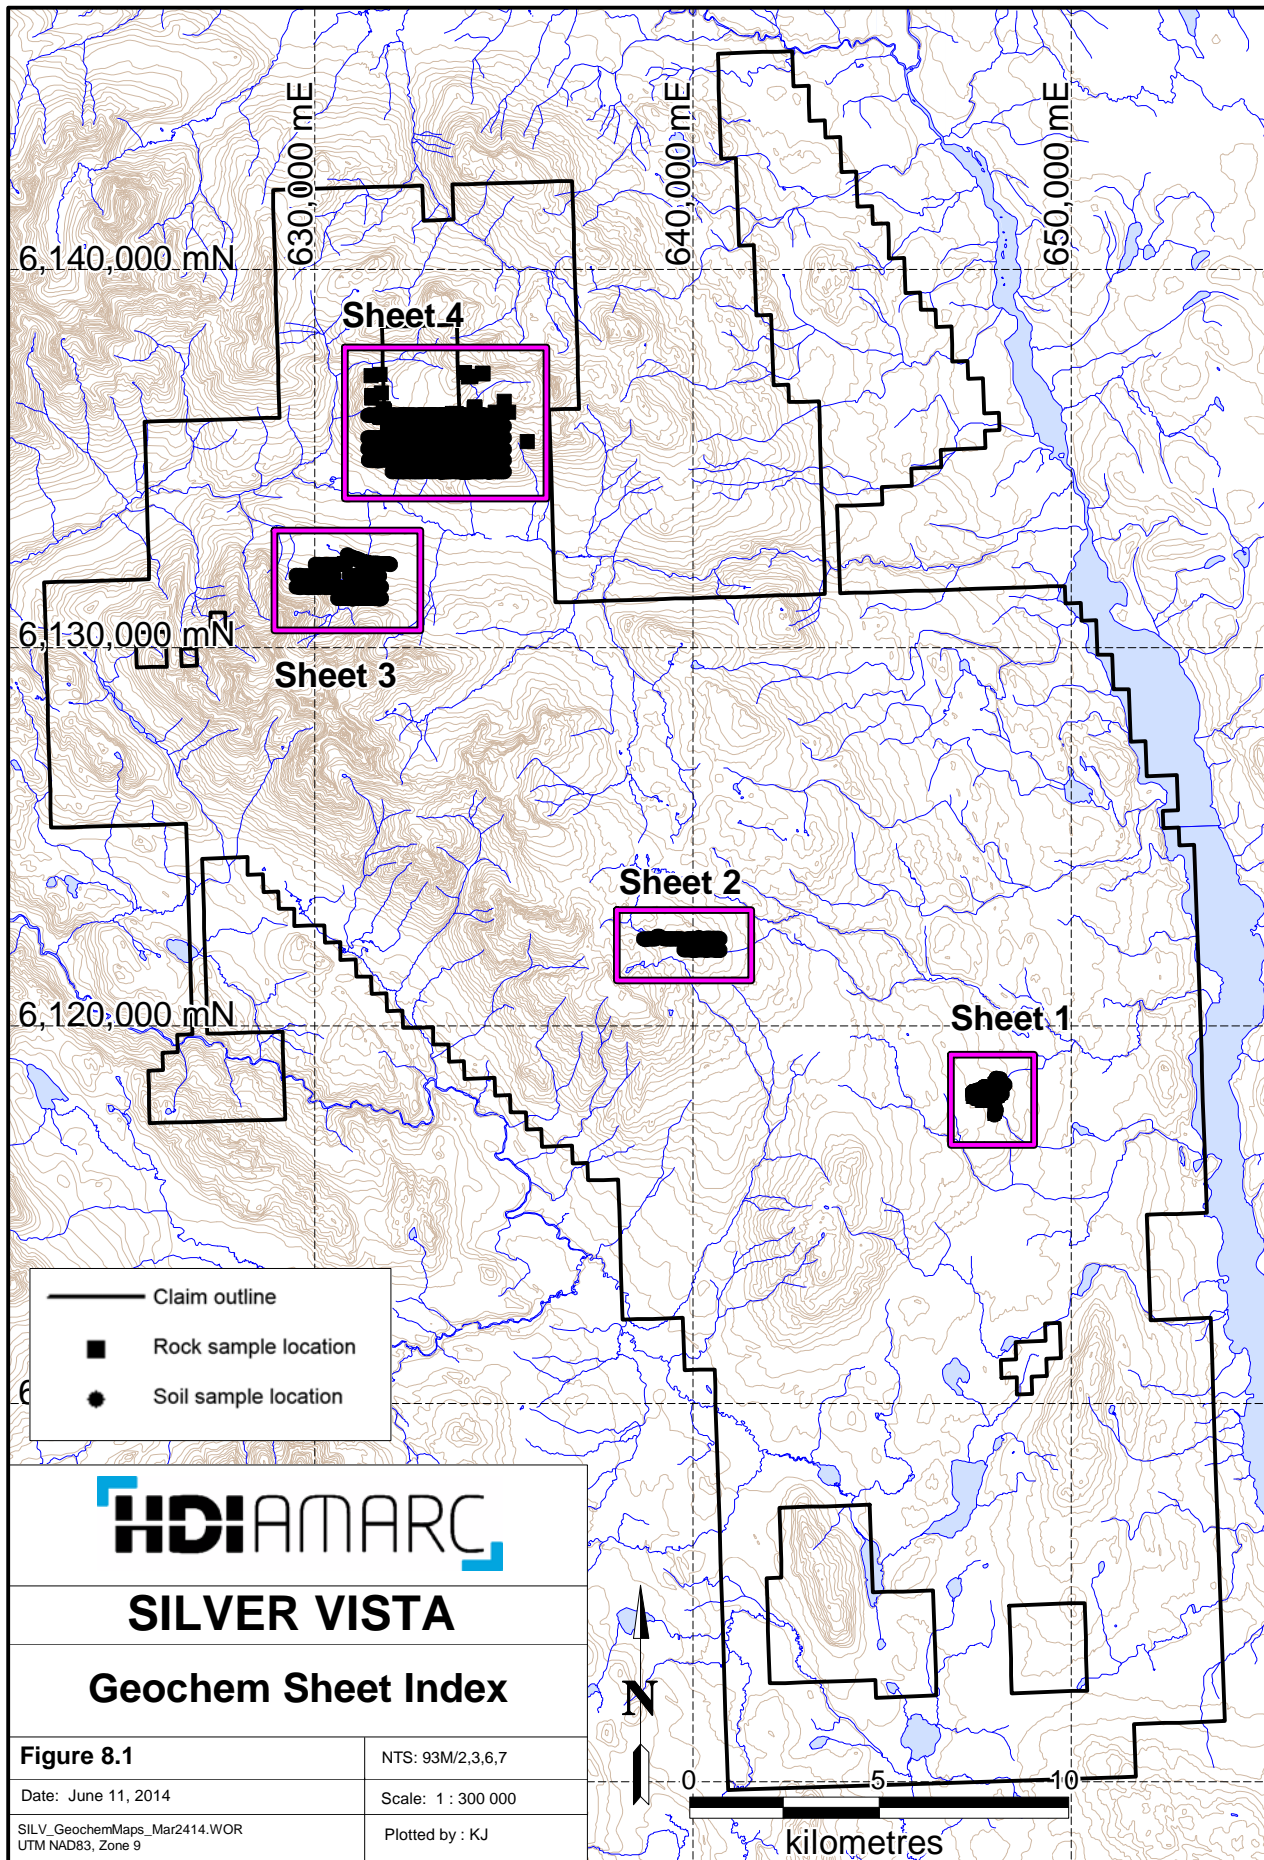 630,000 mE
640,000 mE
650,000 mE
6,140,000 mN
Sheet 4
6,130,000 mN
Sheet 3
Sheet 2
6,120,000 mN
Sheet 1
Claim outline
Rock sample location
Soil sample location
6
HDI AMARC
SILVER VISTA
Geochem Sheet Index
Figure 8.1
NTS: 93M/2,3,6,7
Date: June 11, 2014
Scale: 1 : 300 000
SILV_GeochemMaps_Mar2414.WOR
UTM NAD83, Zone 9
Plotted by : KJ
N
0 5 10
kilometres